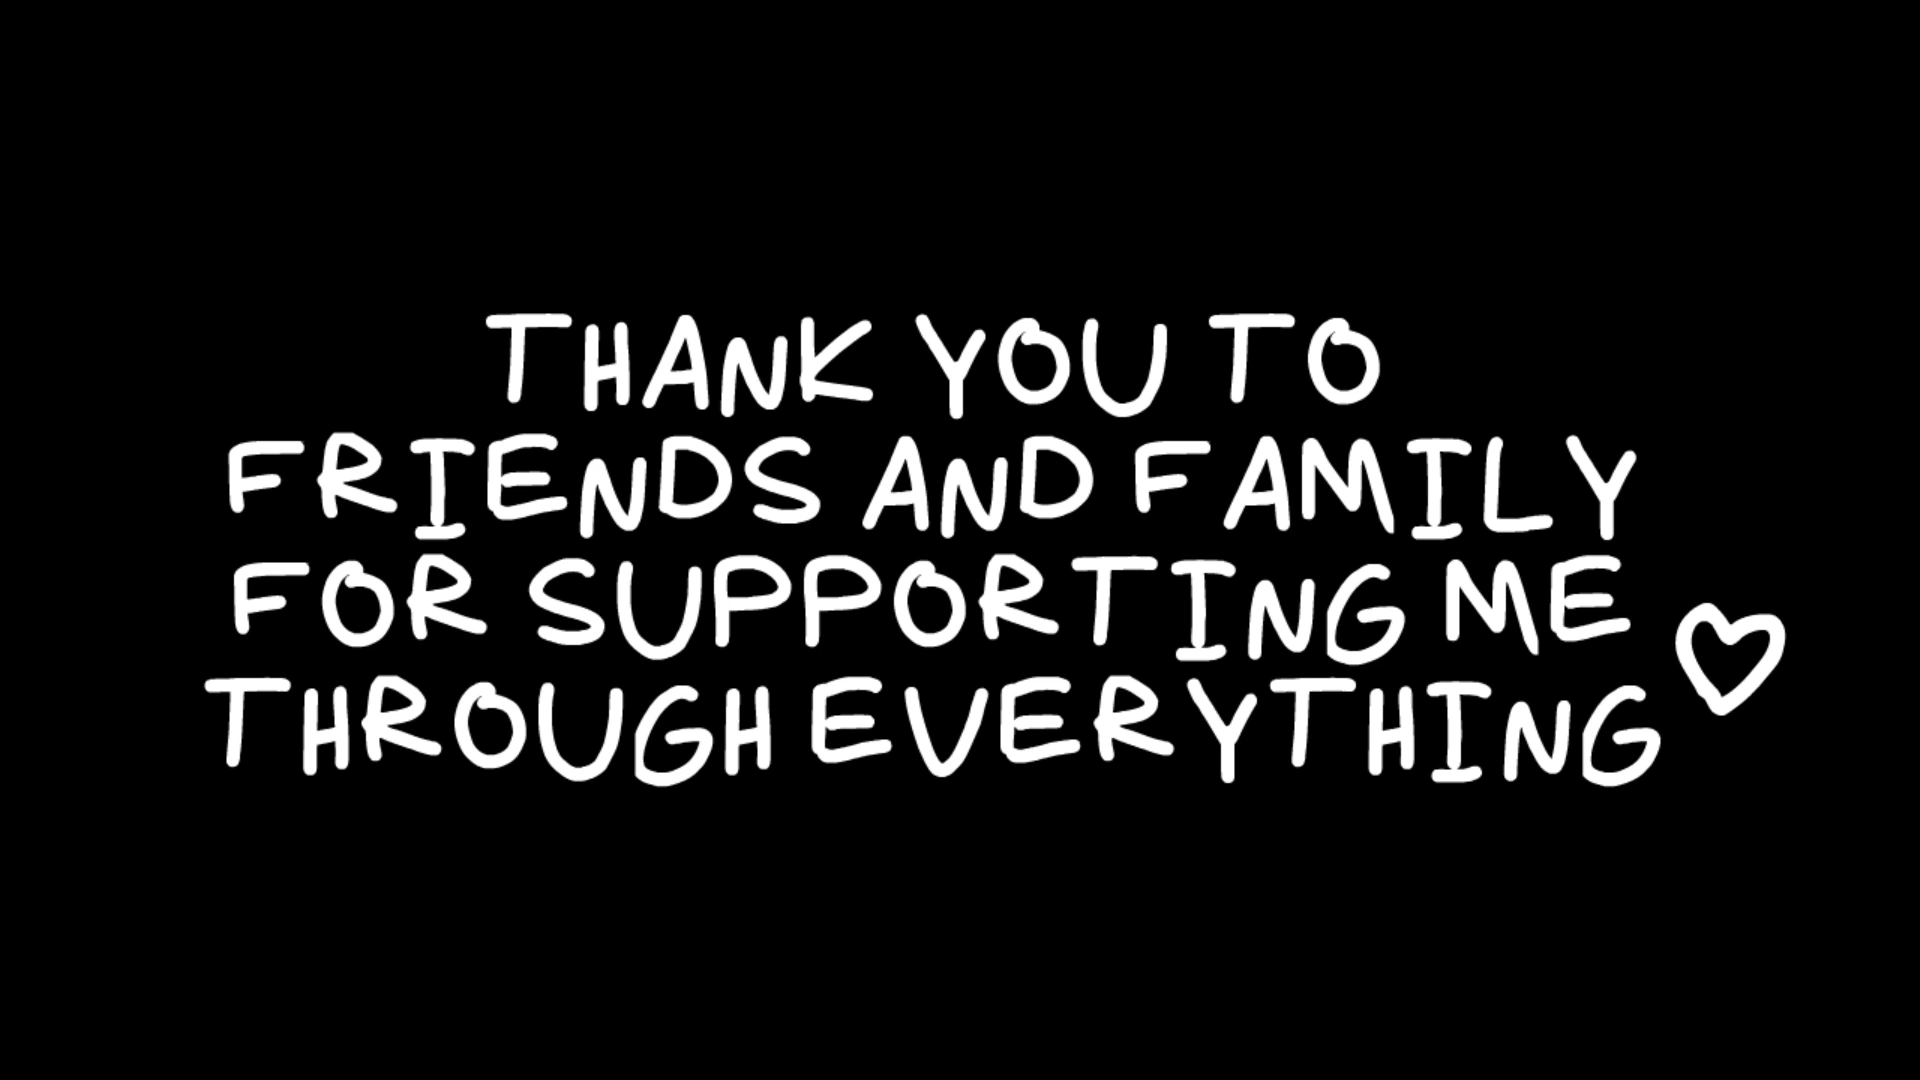 THANK YOU TO
FRIENDS AND FAMILY
FOR SUPPORTING ME
THROUGH EVERYTHING